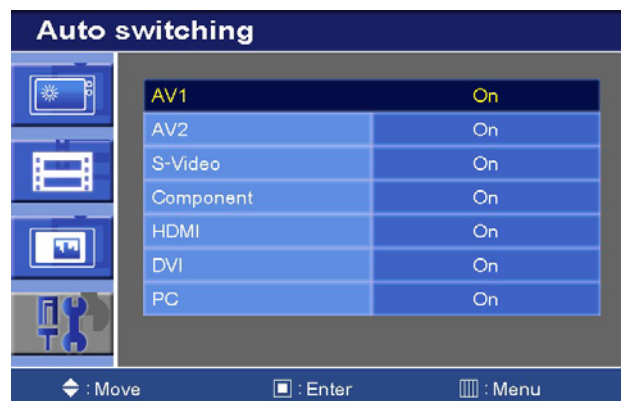 Auto switching
AV1 On
AV2 On
S-Video On
Component On
HDMI On
DVI On
PC On
: Move : Enter : Menu